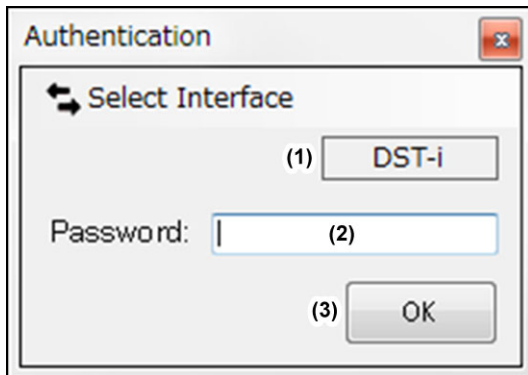 Authentication
Select Interface
(1) DST-i
Password: (2)
(3) OK